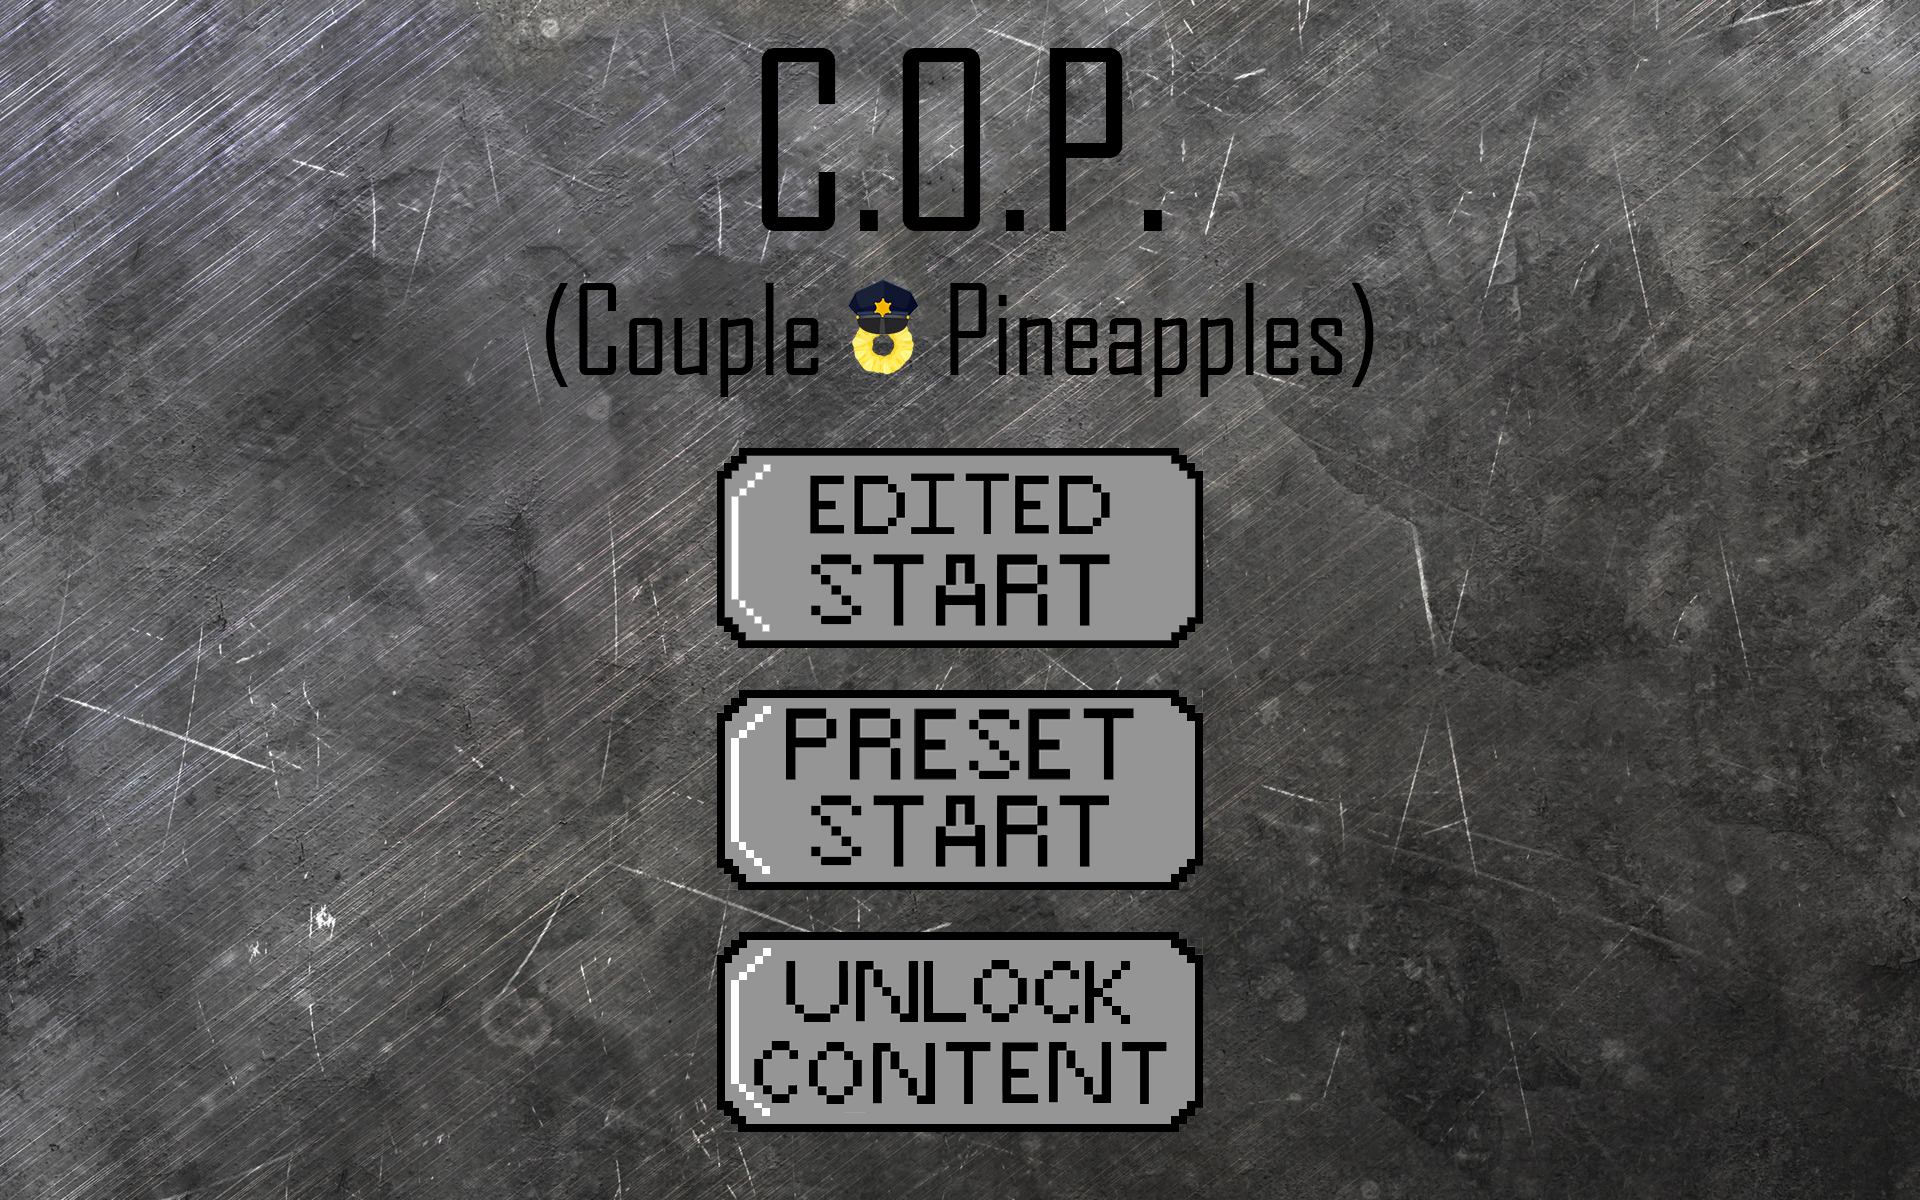 C.O.P.
(Couple Pineapples)
EDITED
START
PRESET
START
UNLOCK
CONTENT